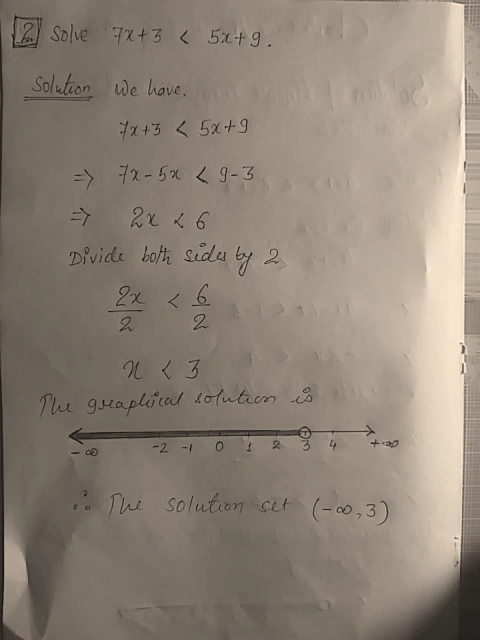 2. Solve 7x+3 < 5x+9.
Solution We have,
7x+3 < 5x+9
=> 7x-5x < 9-3
=> 2x < 6
Divide both sides by 2
2x/2 < 6/2
x < 3
The graphical solution is
-∞ -2 -1 0 1 2 3 4 +∞
∴ The solution set (-∞,3)